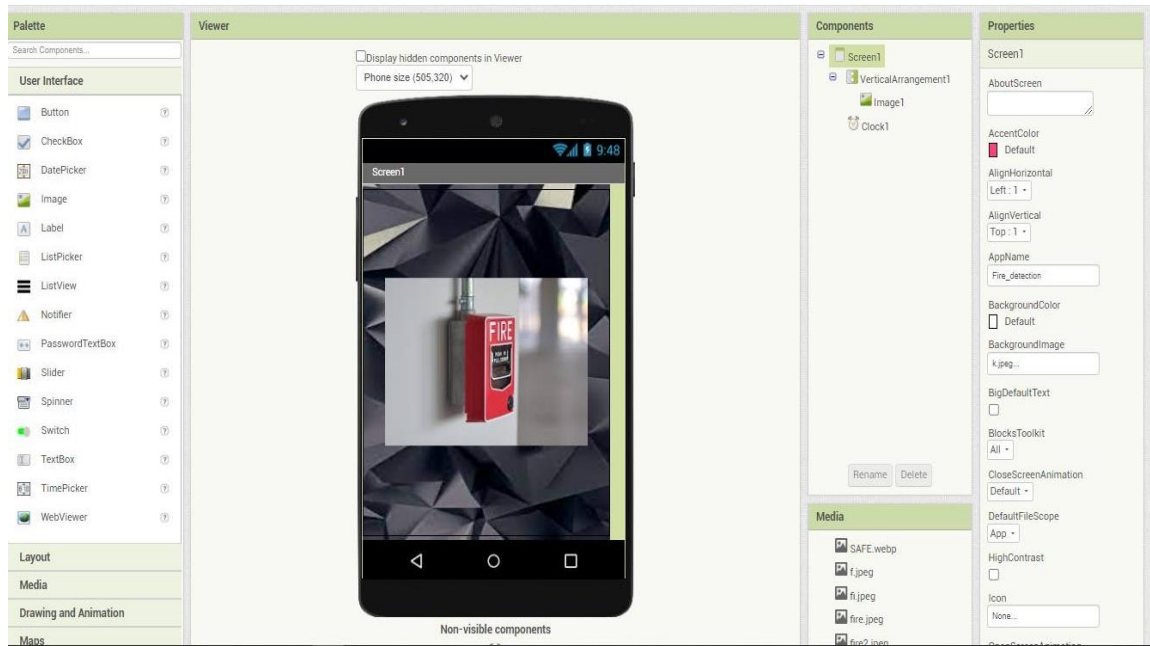 Palette
Search Components...
User Interface
Button
CheckBox
DatePicker
Image
Label
ListPicker
ListView
Notifier
PasswordTextBox
Slider
Spinner
Switch
TextBox
TimePicker
WebViewer
Layout
Media
Drawing and Animation
Maps
Viewer
Display hidden components in Viewer
Phone size (505,320)
9:48
Screen1
FIRE
Non-visible components
Components
Screen1
VerticalArrangement1
Image1
Clock1
Rename Delete
Media
SAFE.webp
f.jpeg
fi.jpeg
fire.jpeg
fire2.jpeg
Properties
Screen1
AboutScreen
AccentColor
Default
AlignHorizontal
Left : 1
AlignVertical
Top : 1
AppName
Fire_detection
BackgroundColor
Default
BackgroundImage
k.jpeg...
BigDefaultText
BlocksToolkit
All
CloseScreenAnimation
Default
DefaultFileScope
App
HighContrast
Icon
None...
OpenScreenAnimation